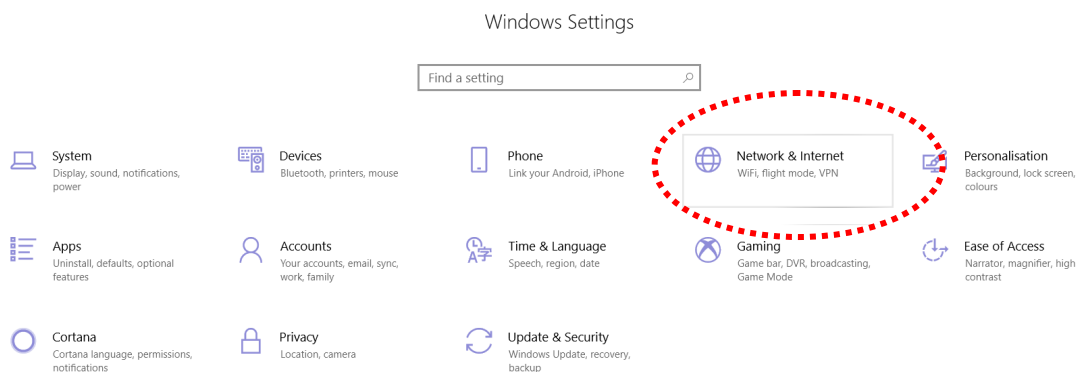 Windows Settings
Find a setting
System
Display, sound, notifications,
power
Devices
Bluetooth, printers, mouse
Phone
Link your Android, iPhone
Network & Internet
WiFi, flight mode, VPN
Personalisation
Background, lock screen,
colours
Apps
Uninstall, defaults, optional
features
Accounts
Your accounts, email, sync,
work, family
Time & Language
Speech, region, date
Gaming
Game bar, DVR, broadcasting,
Game Mode
Ease of Access
Narrator, magnifier, high
contrast
Cortana
Cortana language, permissions,
notifications
Privacy
Location, camera
Update & Security
Windows Update, recovery,
backup